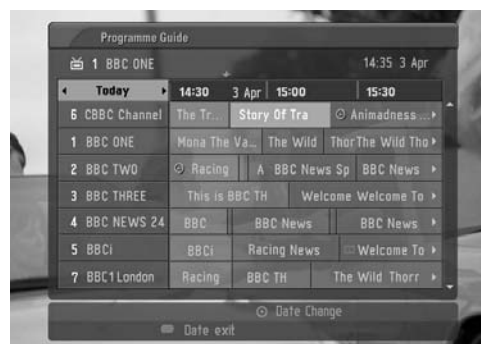 Programme Guide
1 BBC ONE 14:35 3 Apr
Today 14:30 3 Apr 15:00 15:30
6 CBBC Channel The Tr... Story Of Tra Animadness ...
1 BBC ONE Mona The Va... The Wild Thor The Wild Tho
2 BBC TWO Racing A BBC News Sp BBC News
3 BBC THREE This is BBC TH Welcome Welcome To
4 BBC NEWS 24 BBC BBC News BBC News
5 BBCi BBCi Racing News Welcome To
7 BBC1 London Racing BBC TH The Wild Thorr
Date Change
Date exit